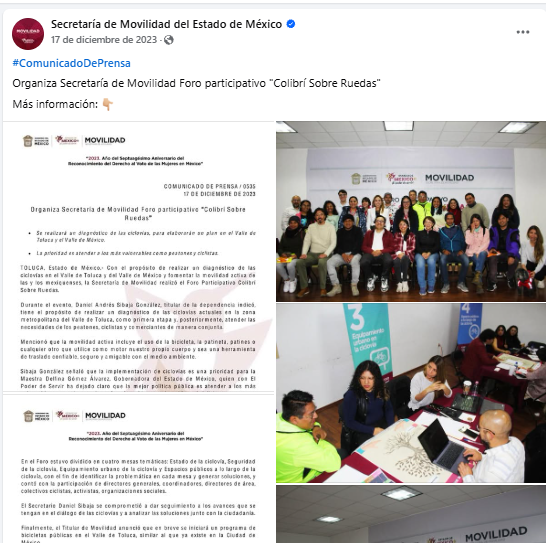 Secretaría de Movilidad del Estado de México
17 de diciembre de 2023 ·
#ComunicadoDePrensa
Organiza Secretaría de Movilidad Foro participativo "Colibrí Sobre Ruedas"
Más información: 👇🏼
MOVILIDAD
"2023. Año del Septuagésimo Aniversario del
Reconocimiento del Derecho al Voto de las Mujeres en México"
COMUNICADO DE PRENSA / 0535
17 DE DICIEMBRE DE 2023
Organiza Secretaría de Movilidad Foro participativo "Colibrí Sobre
Ruedas"
• Se realizará un diagnóstico de las ciclovías, para elaborar un plan en el Valle de
Toluca y el Valle de México.
• La prioridad es atender a los más vulnerables como peatones y ciclistas.
TOLUCA, Estado de México.- Con el propósito de realizar un diagnóstico de las
ciclovías en el Valle de Toluca y del Valle de México y fomentar la movilidad activa de
las y los mexiquenses, la Secretaría de Movilidad realizó el Foro Participativo Colibrí
Sobre Ruedas.
Durante el evento, Daniel Andrés Sibaja González, titular de la dependencia indicó,
tiene el propósito de realizar un diagnóstico de las ciclovías actuales en la zona
metropolitana del Valle de Toluca, como primera etapa y, posteriormente, atender las
necesidades de los peatones, ciclistas y comerciantes de manera conjunta.
Mencionó que la movilidad activa incluye el uso de la bicicleta, la patineta, patines o
cualquier otro que utilice como motor nuestro propio cuerpo y sea una herramienta
de traslado confiable, seguro y amigable con el medio ambiente.
Sibaja González señaló que la implementación de ciclovías es una prioridad para la
Maestra Delfina Gómez Álvarez, Gobernadora del Estado de México, quien con El
Poder de Servir ha dejado claro que la mejor política pública es atender a los más
MOVILIDAD
"2023. Año del Septuagésimo Aniversario del
Reconocimiento del Derecho al Voto de las Mujeres en México"
En el Foro estuvo dividido en cuatro mesas temáticas: Estado de la ciclovía, Seguridad
de la ciclovía, Equipamiento urbano de la ciclovía y Espacios públicos a lo largo de la
ciclovía, con el fin de identificar la problemática en cada mesa y generar soluciones, y
contó con la participación de directores generales, coordinadores, directores de área,
colectivos ciclistas, activistas, organizaciones sociales.
El Secretario Daniel Sibaja se comprometió a dar seguimiento a los avances que se
tengan en el diálogo de las ciclovías y a analizar las soluciones junto con la ciudadanía.
Finalmente, el Titular de Movilidad anunció que en breve se iniciará un programa de
bicicletas públicas en el Valle de Toluca, similar al que ya existe en la Ciudad de
México.
MOVILIDAD
3
Equipamiento
urbano de
la ciclovía
4
MOVILIDAD